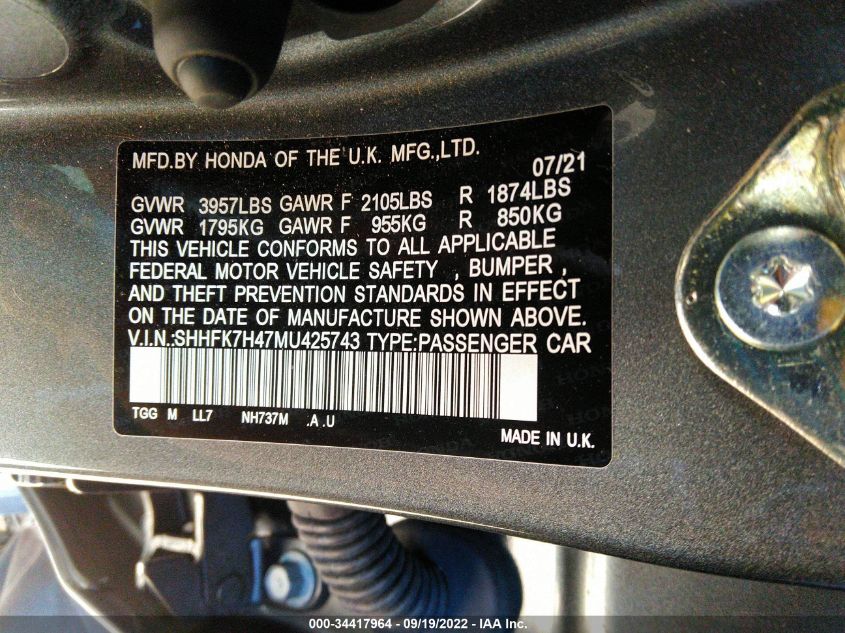 MFD.BY HONDA OF THE U.K. MFG.,LTD. 07/21
GVWR 3957LBS GAWR F 2105LBS R 1874LBS
GVWR 1795KG GAWR F 955KG R 850KG
THIS VEHICLE CONFORMS TO ALL APPLICABLE
FEDERAL MOTOR VEHICLE SAFETY , BUMPER ,
AND THEFT PREVENTION STANDARDS IN EFFECT
ON THE DATE OF MANUFACTURE SHOWN ABOVE.
V.I.N.:SHHFK7H47MU425743 TYPE:PASSENGER CAR
TGG M LL7 NH737M .A .U
MADE IN U.K.
000-34417964 - 09/19/2022 - IAA Inc.